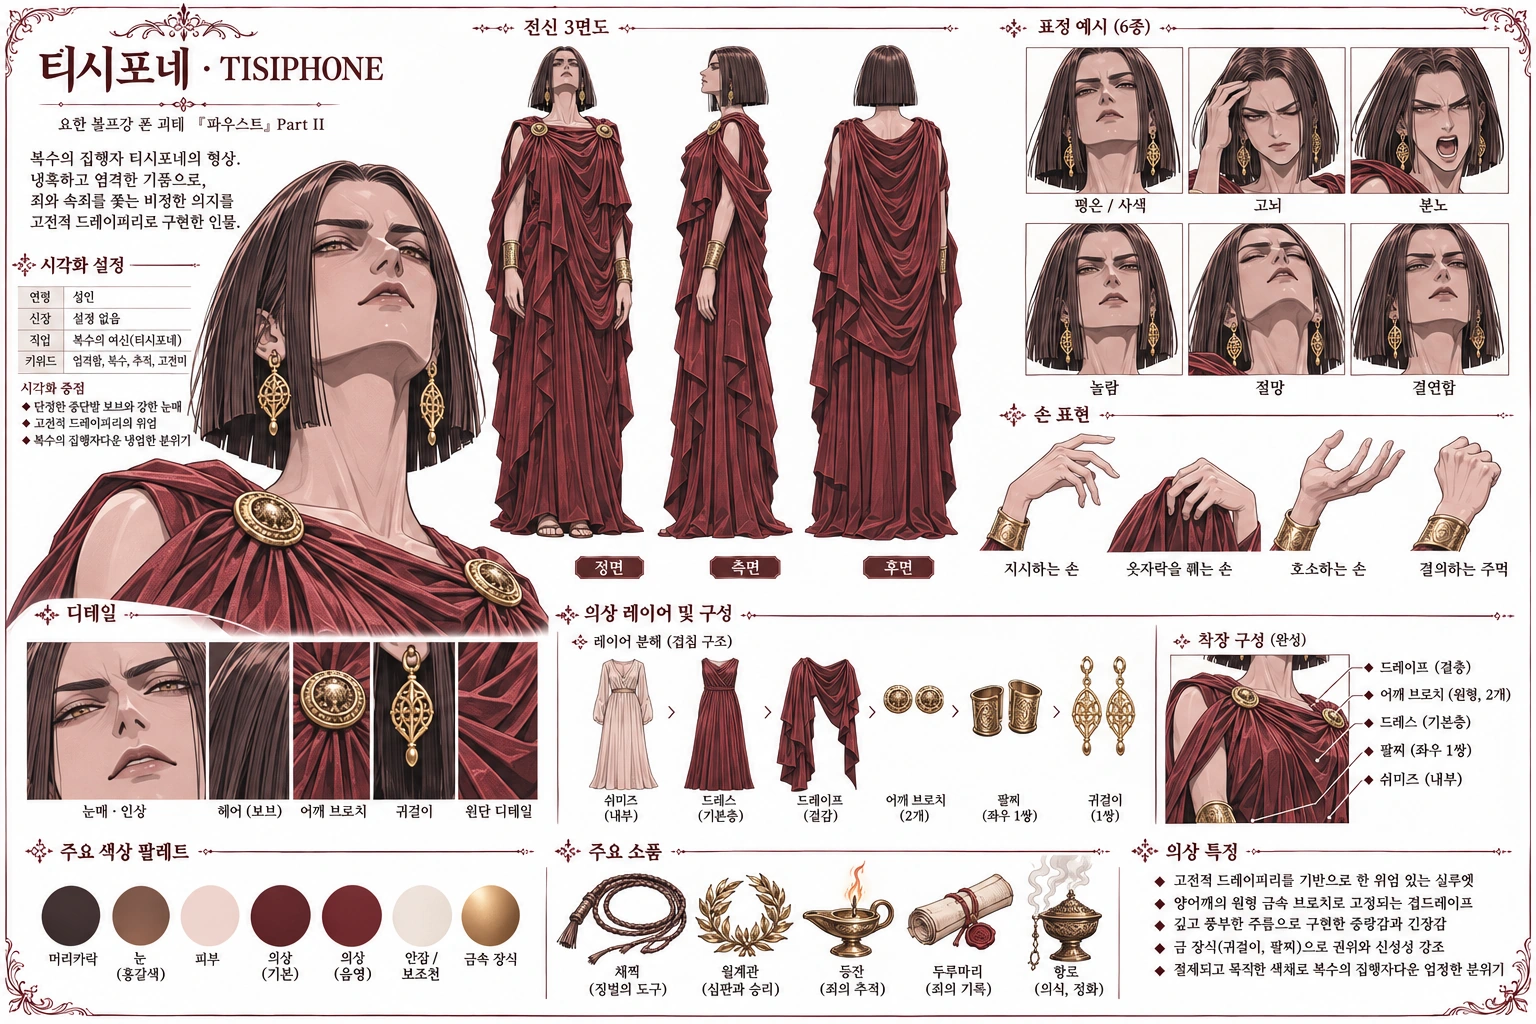 티시포네 · TISIPHONE
요한 볼프강 폰 괴테 『파우스트』 Part II
복수의 집행자 티시포네의 형상.
냉혹하고 엄격한 기품으로,
죄와 속죄를 쫓는 비정한 의지를
고전적 드레이퍼리로 구현한 인물.
시각화 설정
연령 성인
신장 설정 없음
직업 복수의 여신(티시포네)
키워드 엄격함, 복수, 추적, 고전미
시각화 중점
◆ 단정한 중단발 보브와 강한 눈매
◆ 고전적 드레이퍼리의 위엄
◆ 복수의 집행자다운 냉엄한 분위기
전신 3면도
정면
측면
후면
표정 예시 (6종)
평온 / 사색
고뇌
분노
놀람
절망
결연함
손 표현
지시하는 손
옷자락을 쥐는 손
호소하는 손
결의하는 주먹
디테일
눈매 · 인상
헤어 (보브)
어깨 브로치
귀걸이
원단 디테일
의상 레이어 및 구성
레이어 분해 (겹침 구조)
쉬미즈
(내부)
드레스
(기본층)
드레이프
(겉감)
어깨 브로치
(2개)
팔찌
(좌우 1쌍)
귀걸이
(1쌍)
착장 구성 (완성)
◆ 드레이프 (겉층)
◆ 어깨 브로치 (원형, 2개)
◆ 드레스 (기본층)
◆ 팔찌 (좌우 1쌍)
◆ 쉬미즈 (내부)
주요 색상 팔레트
머리카락
눈
(홍갈색)
피부
의상
(기본)
의상
(음영)
안감 /
보조천
금속 장식
주요 소품
채찍
(징벌의 도구)
월계관
(심판과 승리)
등잔
(죄의 추적)
두루마리
(죄의 기록)
향로
(의식, 정화)
의상 특징
◆ 고전적 드레이퍼리를 기반으로 한 위엄 있는 실루엣
◆ 양어깨의 원형 금속 브로치로 고정되는 겉드레이프
◆ 깊고 풍부한 주름으로 구현한 중량감과 긴장감
◆ 금 장식(귀걸이, 팔찌)으로 권위와 신성성 강조
◆ 절제되고 묵직한 색채로 복수의 집행자다운 엄정한 분위기